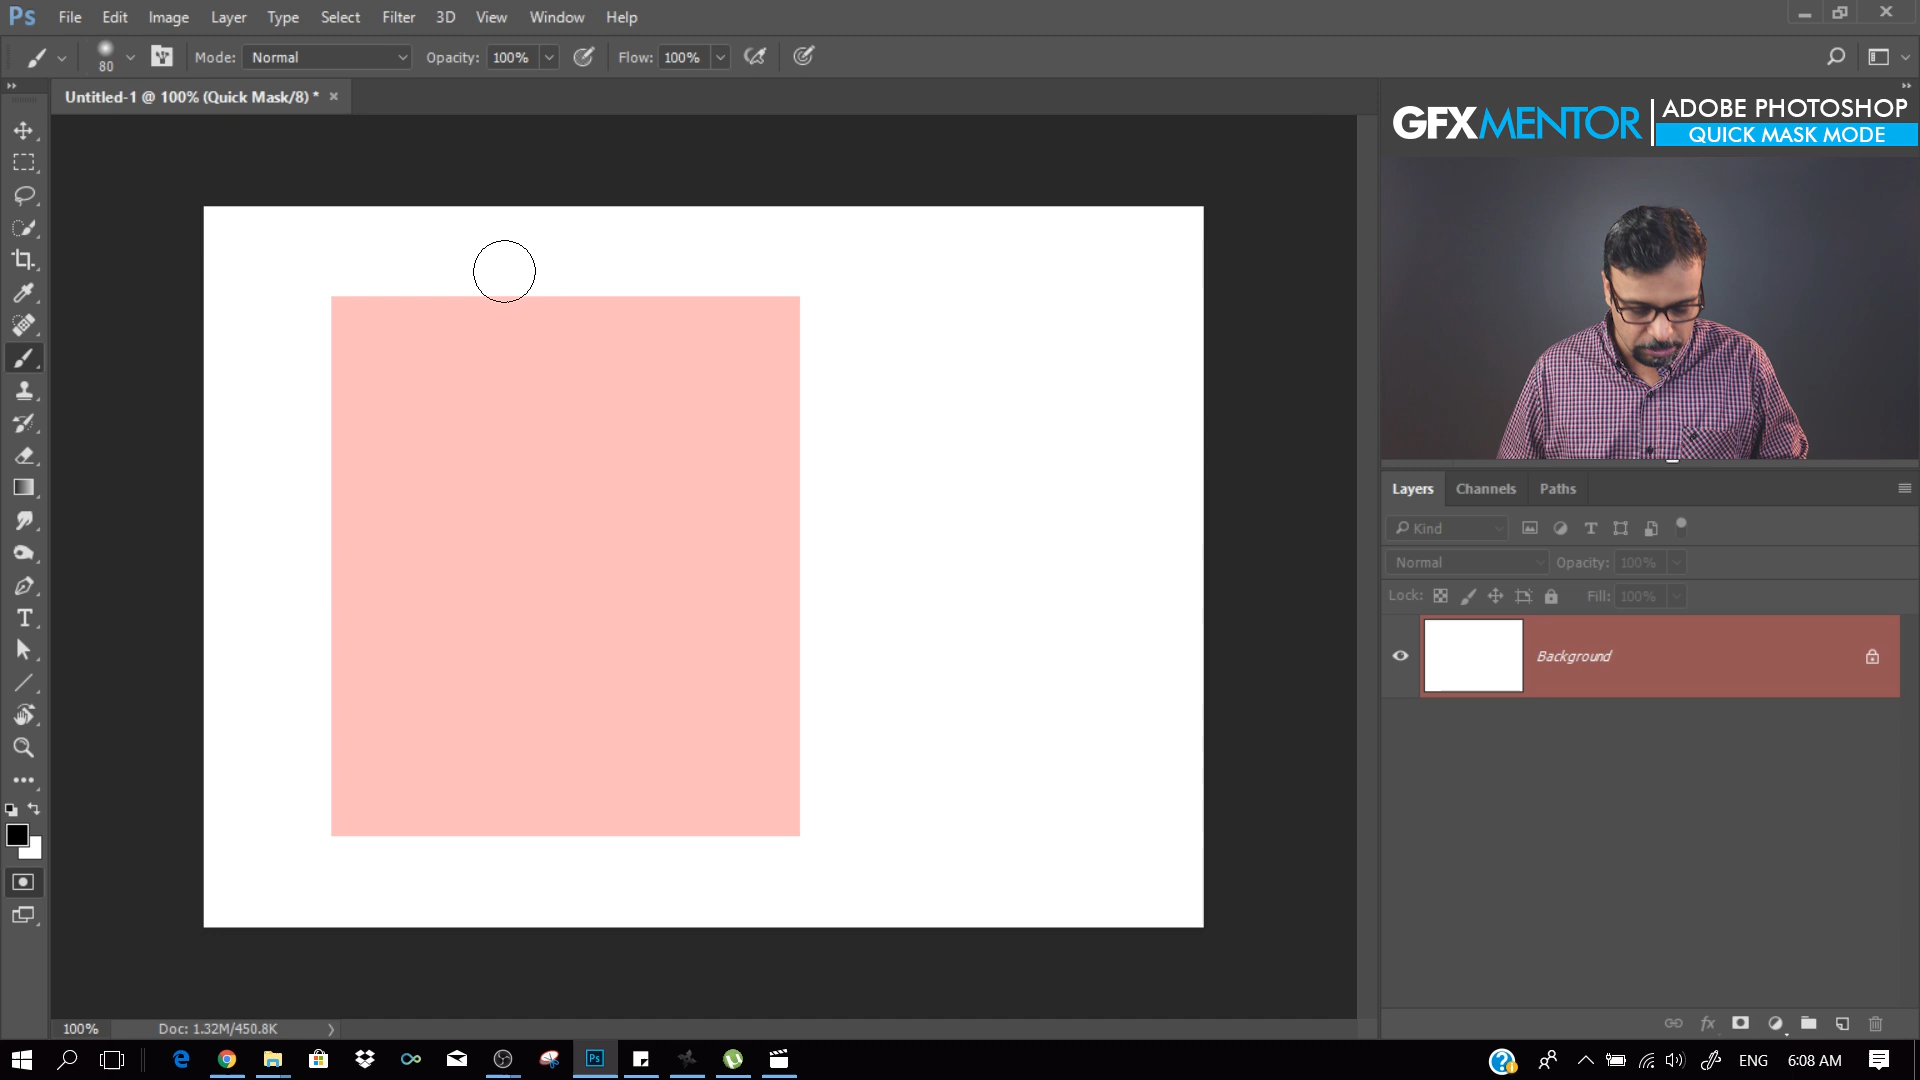 Ps File Edit Image Layer Type Select Filter 3D View Window Help
80 Mode: Normal Opacity: 100% Flow: 100%
Untitled-1 @ 100% (Quick Mask/8) * ×
GFXMENTOR ADOBE PHOTOSHOP
QUICK MASK MODE
Layers Channels Paths
Kind
Normal Opacity: 100%
Lock: Fill: 100%
Background
100% Doc: 1.32M/450.8K
Ps ENG 6:08 AM